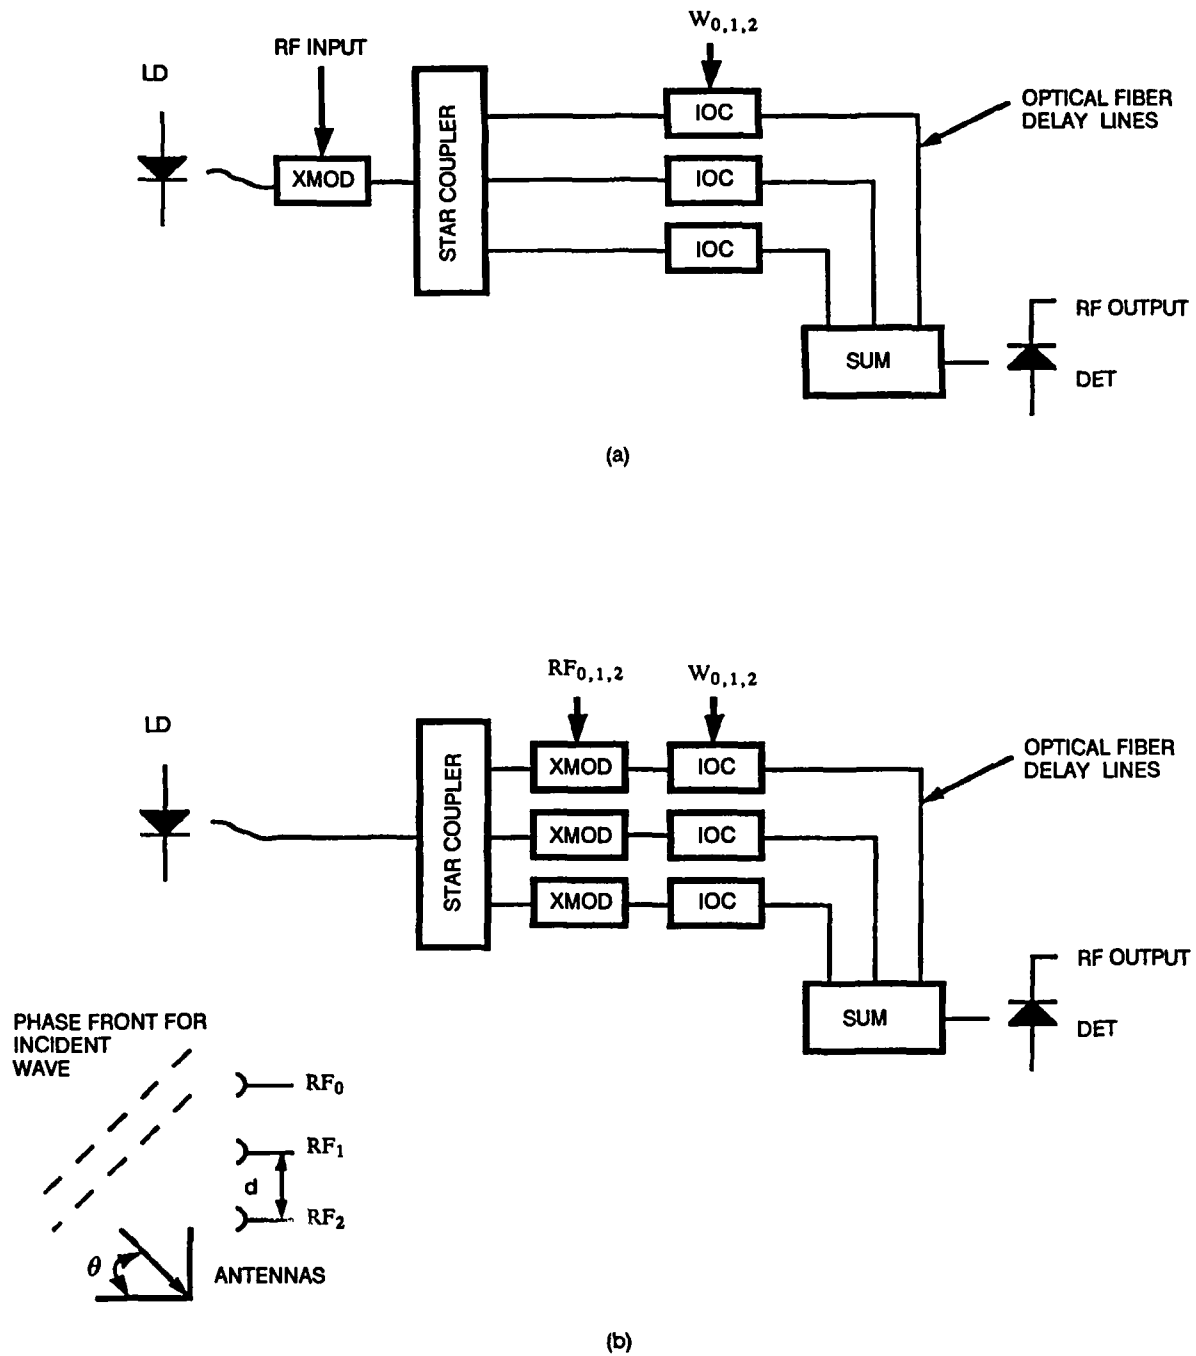 W0,1,2
RF INPUT
LD
IOC
OPTICAL FIBER
DELAY LINES
XMOD
STAR COUPLER
IOC
IOC
RF OUTPUT
SUM
DET
(a)
RF0,1,2
W0,1,2
LD
XMOD
IOC
OPTICAL FIBER
DELAY LINES
STAR COUPLER
XMOD
IOC
XMOD
IOC
RF OUTPUT
SUM
DET
PHASE FRONT FOR
INCIDENT
WAVE
RF0
RF1
d
RF2
θ
ANTENNAS
(b)